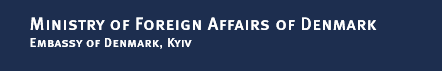 Ministry of Foreign Affairs of Denmark
Embassy of Denmark, Kyiv